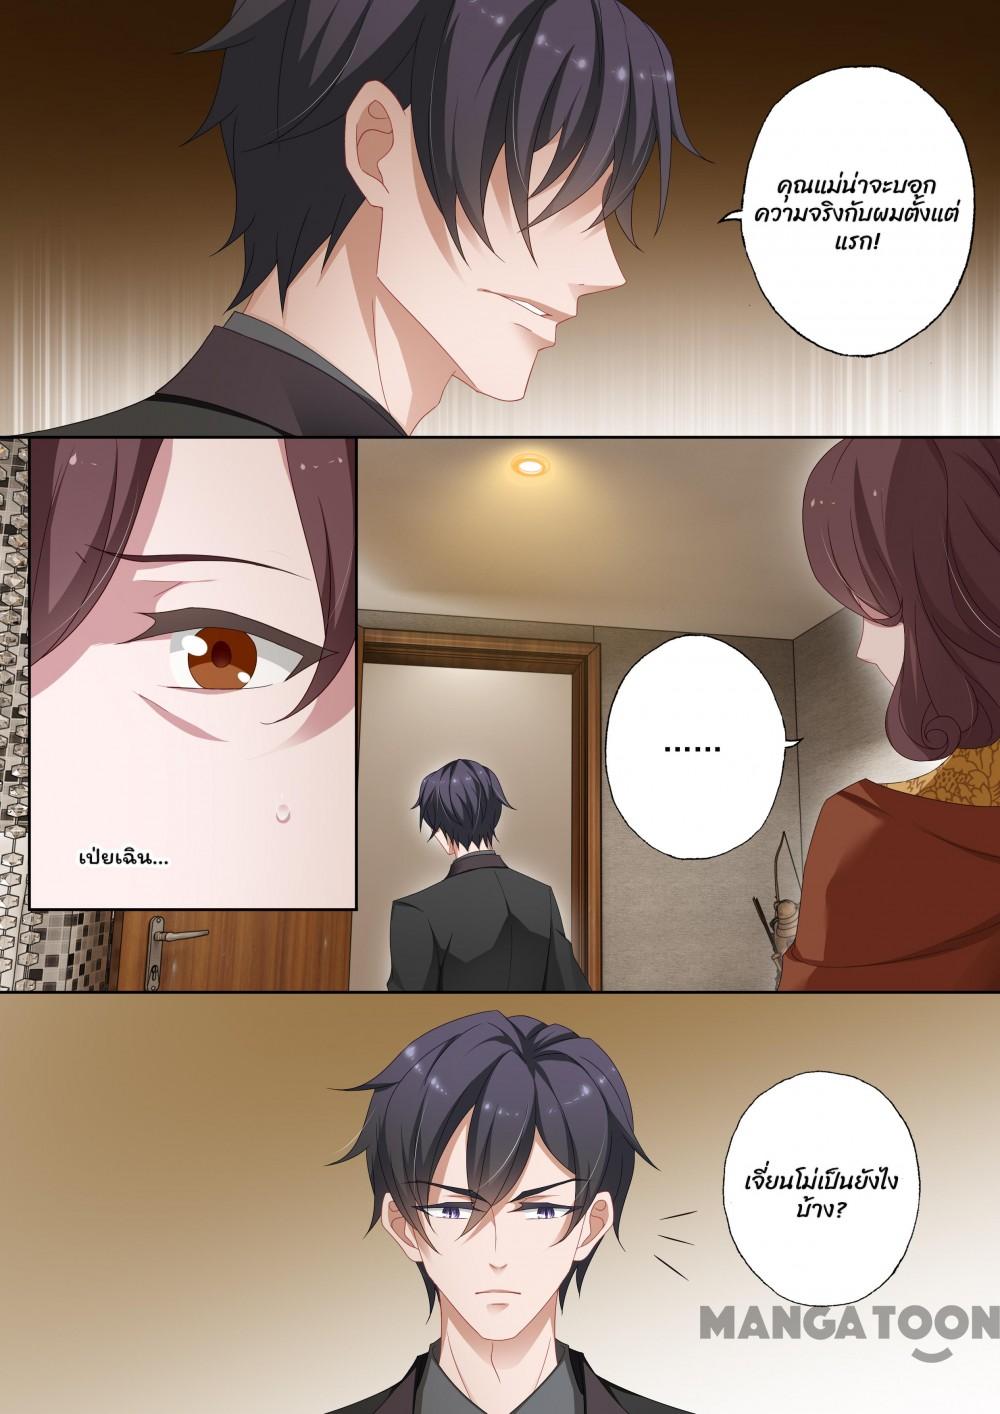 คุณแม่น่าจะบอก
ความจริงกับผมตั้งแต่
แรก!
......
เป่ยเฉิน...
เจี่ยนโม่เป็นยังไง
บ้าง?
MANGATOON